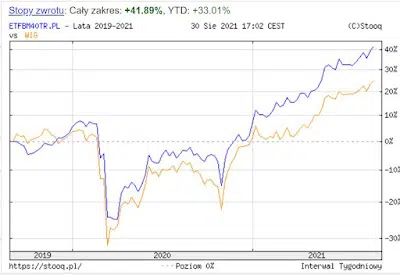 Stopy zwrotu: Cały zakres: +41.89%, YTD: +33.01%
ETFBM40TR.PL - Lata 2019-2021 30 Sie 2021 17:02 CEST (C)Stooq
vs WIG
40%
30%
20%
10%
0%
-10%
-20%
-30%
2019 2020 2021
https://stooq.pl/ ---Poziom 0% Interwał Tygodniowy